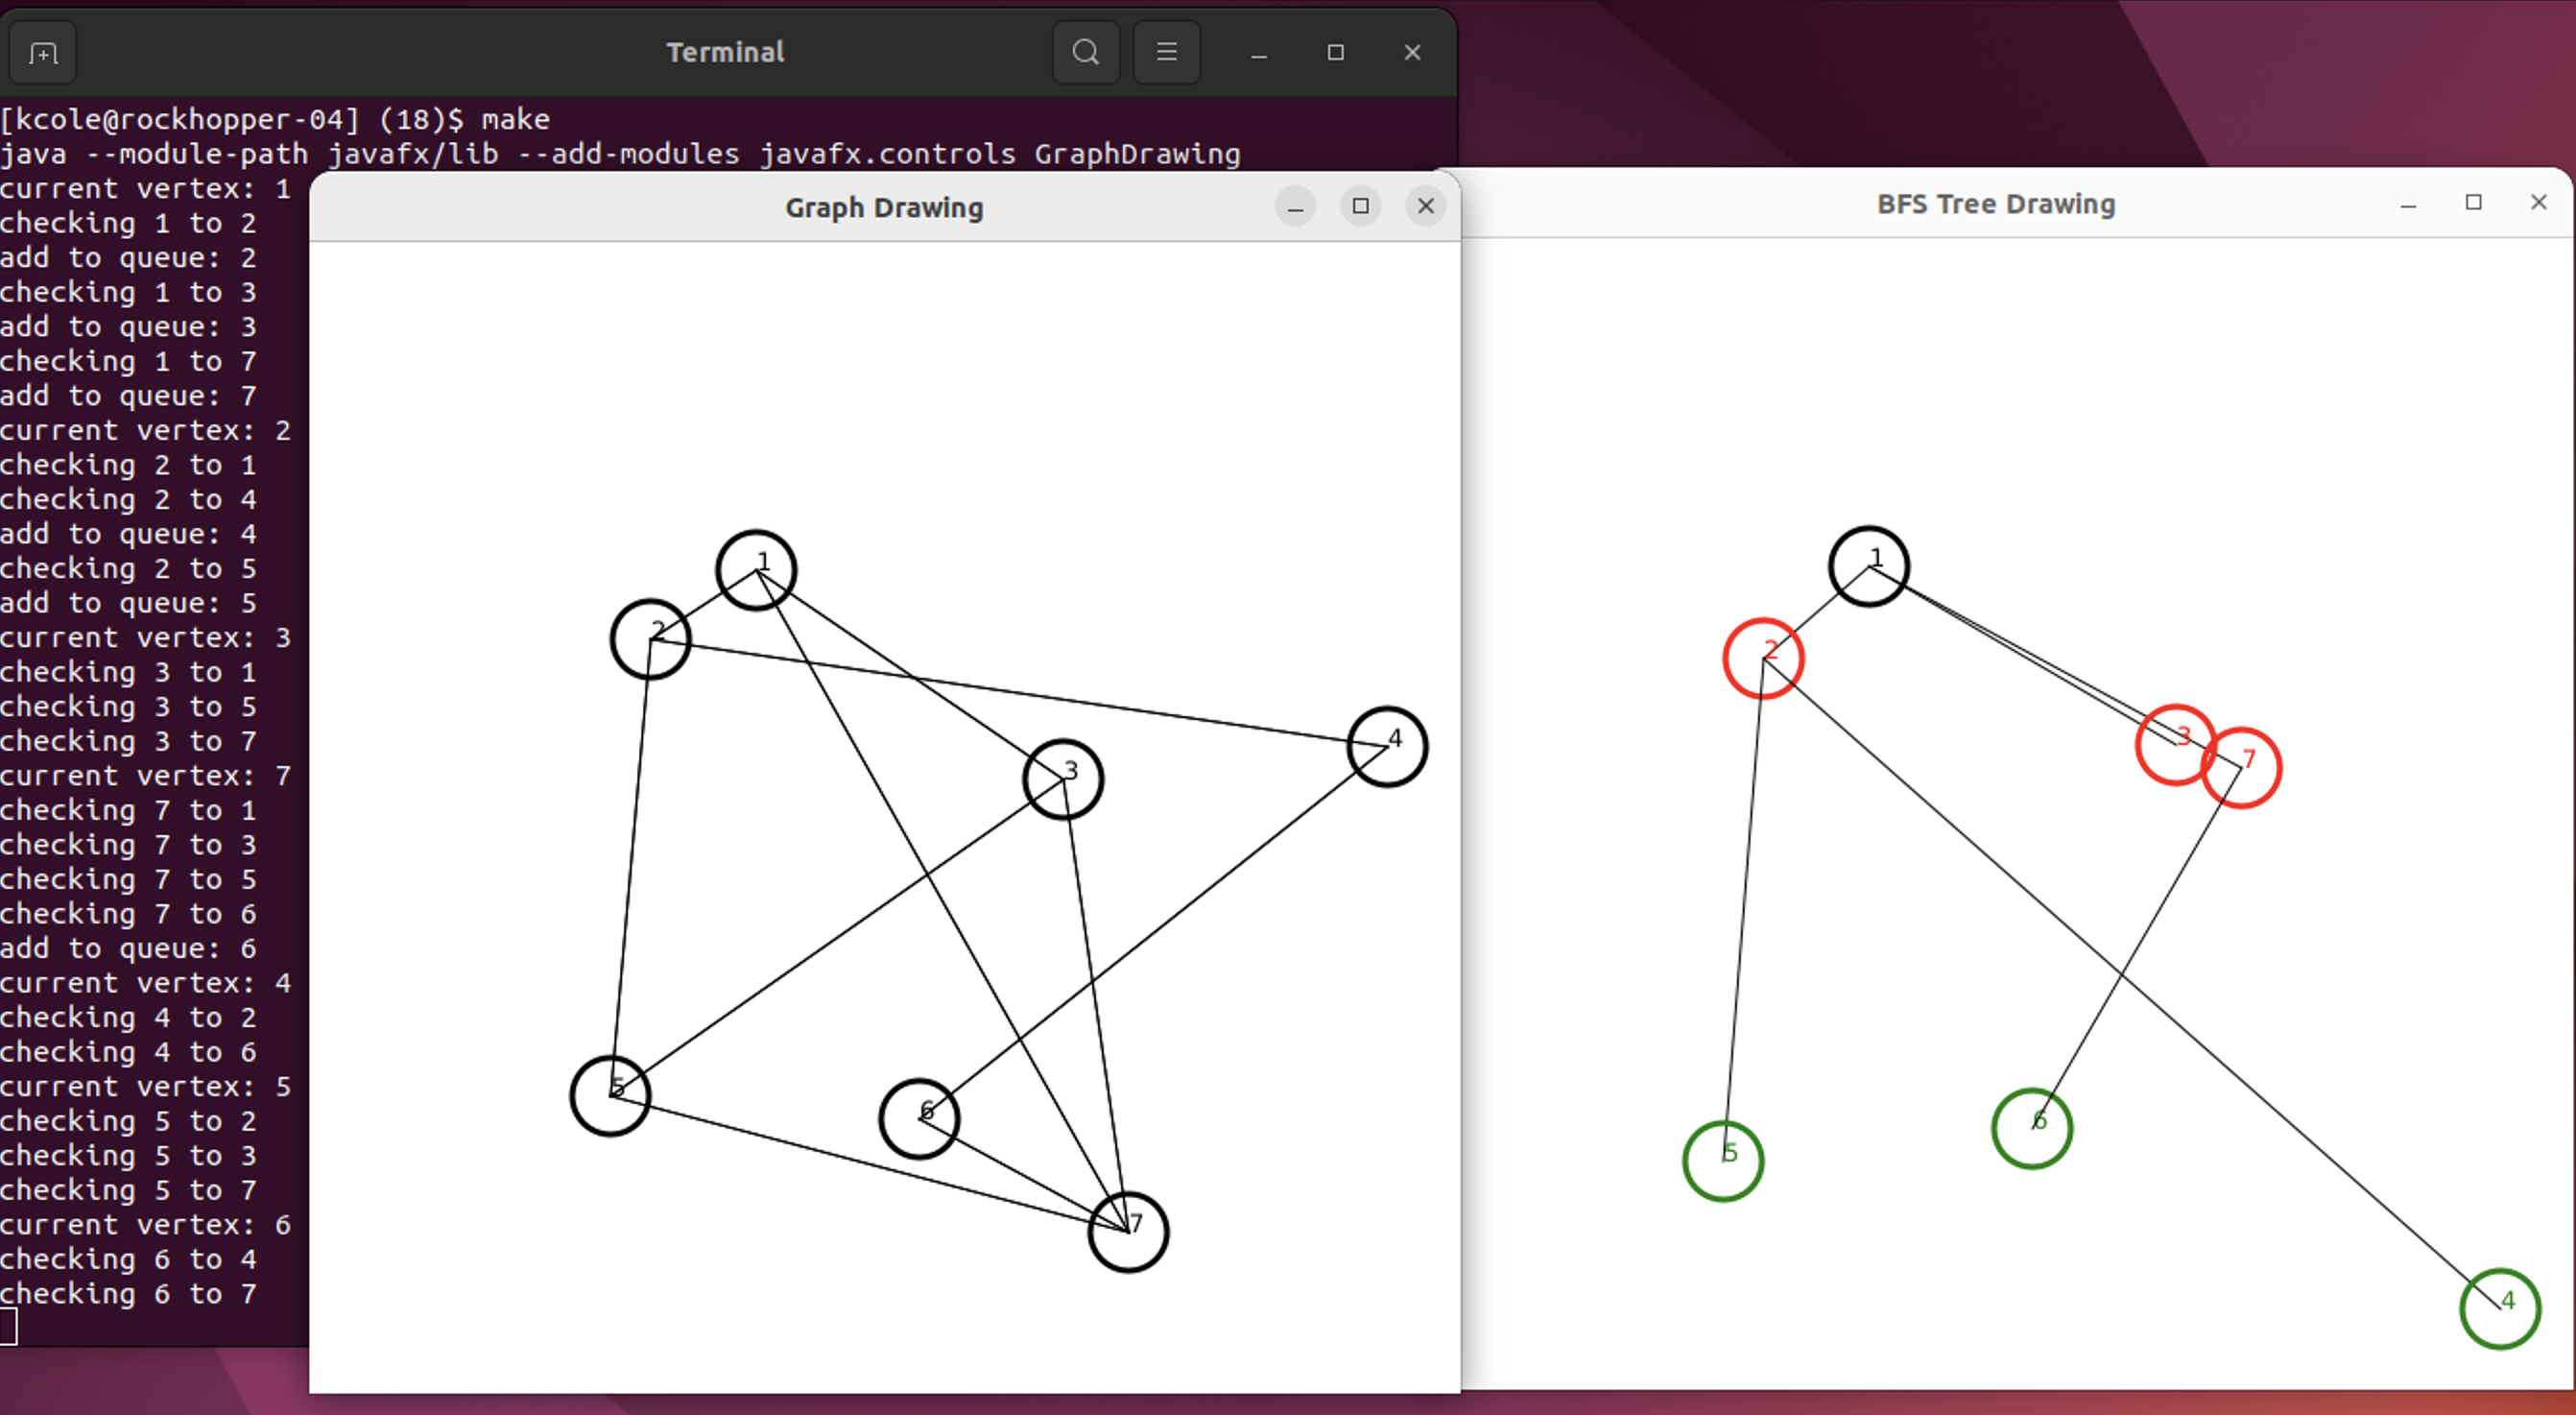 Terminal
[kcole@rockhopper-04] (18)$ make
java --module-path javafx/lib --add-modules javafx.controls GraphDrawing
current vertex: 1
checking 1 to 2
add to queue: 2
checking 1 to 3
add to queue: 3
checking 1 to 7
add to queue: 7
current vertex: 2
checking 2 to 1
checking 2 to 4
add to queue: 4
checking 2 to 5
add to queue: 5
current vertex: 3
checking 3 to 1
checking 3 to 5
checking 3 to 7
current vertex: 7
checking 7 to 1
checking 7 to 3
checking 7 to 5
checking 7 to 6
add to queue: 6
current vertex: 4
checking 4 to 2
checking 4 to 6
current vertex: 5
checking 5 to 2
checking 5 to 3
checking 5 to 7
current vertex: 6
checking 6 to 4
checking 6 to 7
Graph Drawing
1
2
4
3
5
6
7
BFS Tree Drawing
1
2
3
7
6
5
4